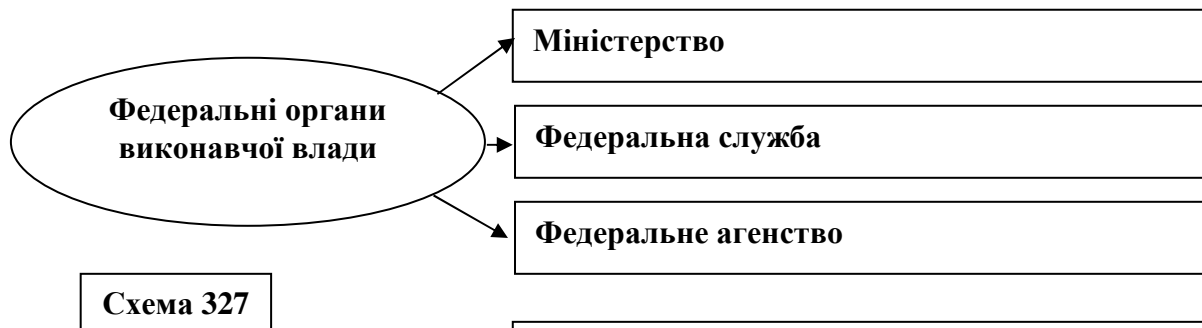 Міністерство
Федеральні органи
виконавчої влади
Федеральна служба
Федеральне агенство
Схема 327